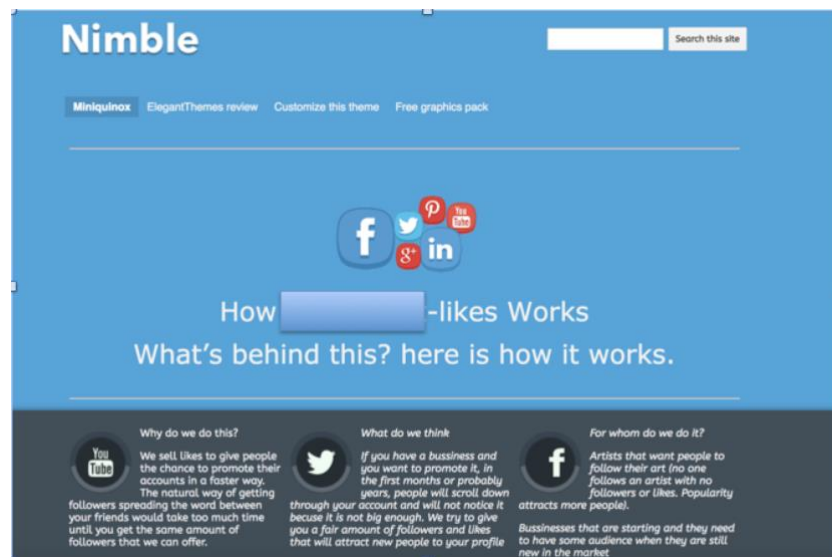 Nimble
Search this site
Miniquinox ElegantThemes review Customize this theme Free graphics pack
f
P
You
Tube
g+
in
How -likes Works
What's behind this? here is how it works.
You
Tube
Why do we do this?
We sell likes to give people
the chance to promote their
accounts in a faster way.
The natural way of getting
followers spreading the word between
your friends would take too much time
until you get the same amount of
followers that we can offer.
What do we think
If you have a bussiness and
you want to promote it, in
the first months or probably
years, people will scroll down
through your account and will not notice it
becuse it is not big enough. We try to give
you a fair amount of followers and likes
that will attract new people to your profile
f
For whom do we do it?
Artists that want people to
follow their art (no one
follows an artist with no
followers or likes. Popularity
attracts more people).
Bussinesses that are starting and they need
to have some audience when they are still
new in the market